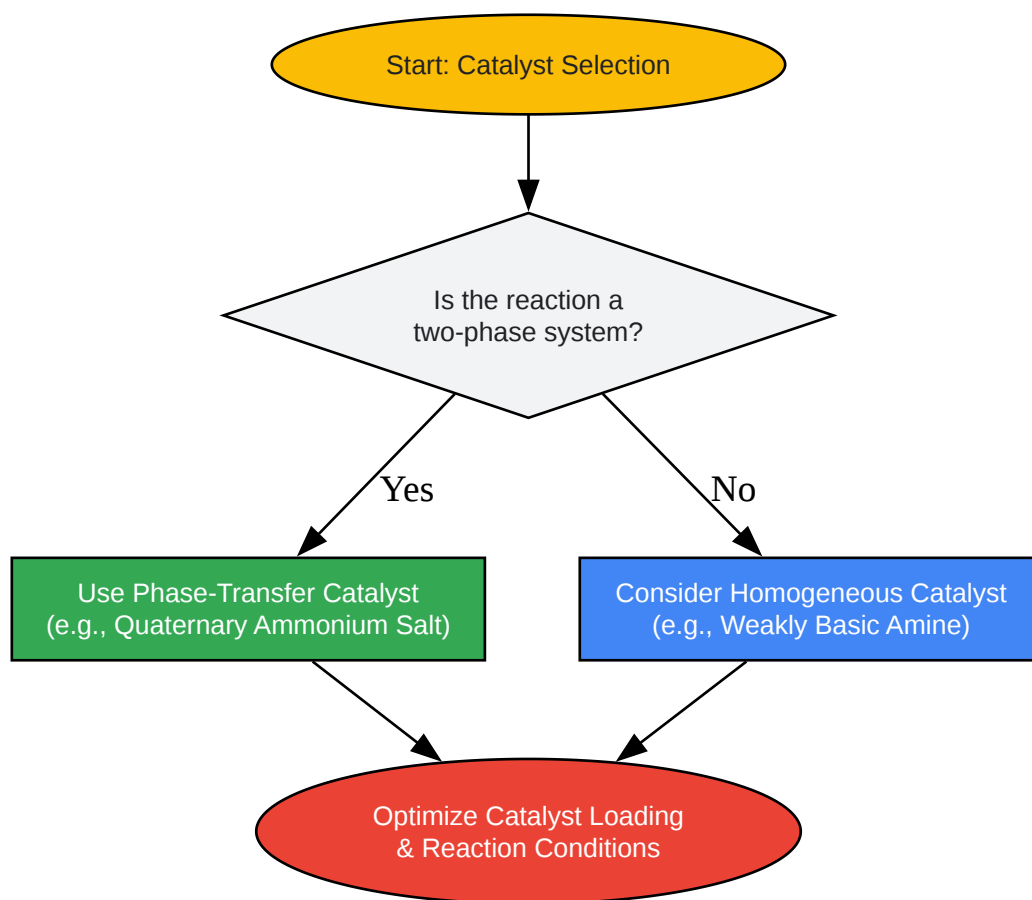 Start: Catalyst Selection
Is the reaction a
two-phase system?
Yes
No
Use Phase-Transfer Catalyst
(e.g., Quaternary Ammonium Salt)
Consider Homogeneous Catalyst
(e.g., Weakly Basic Amine)
Optimize Catalyst Loading
& Reaction Conditions